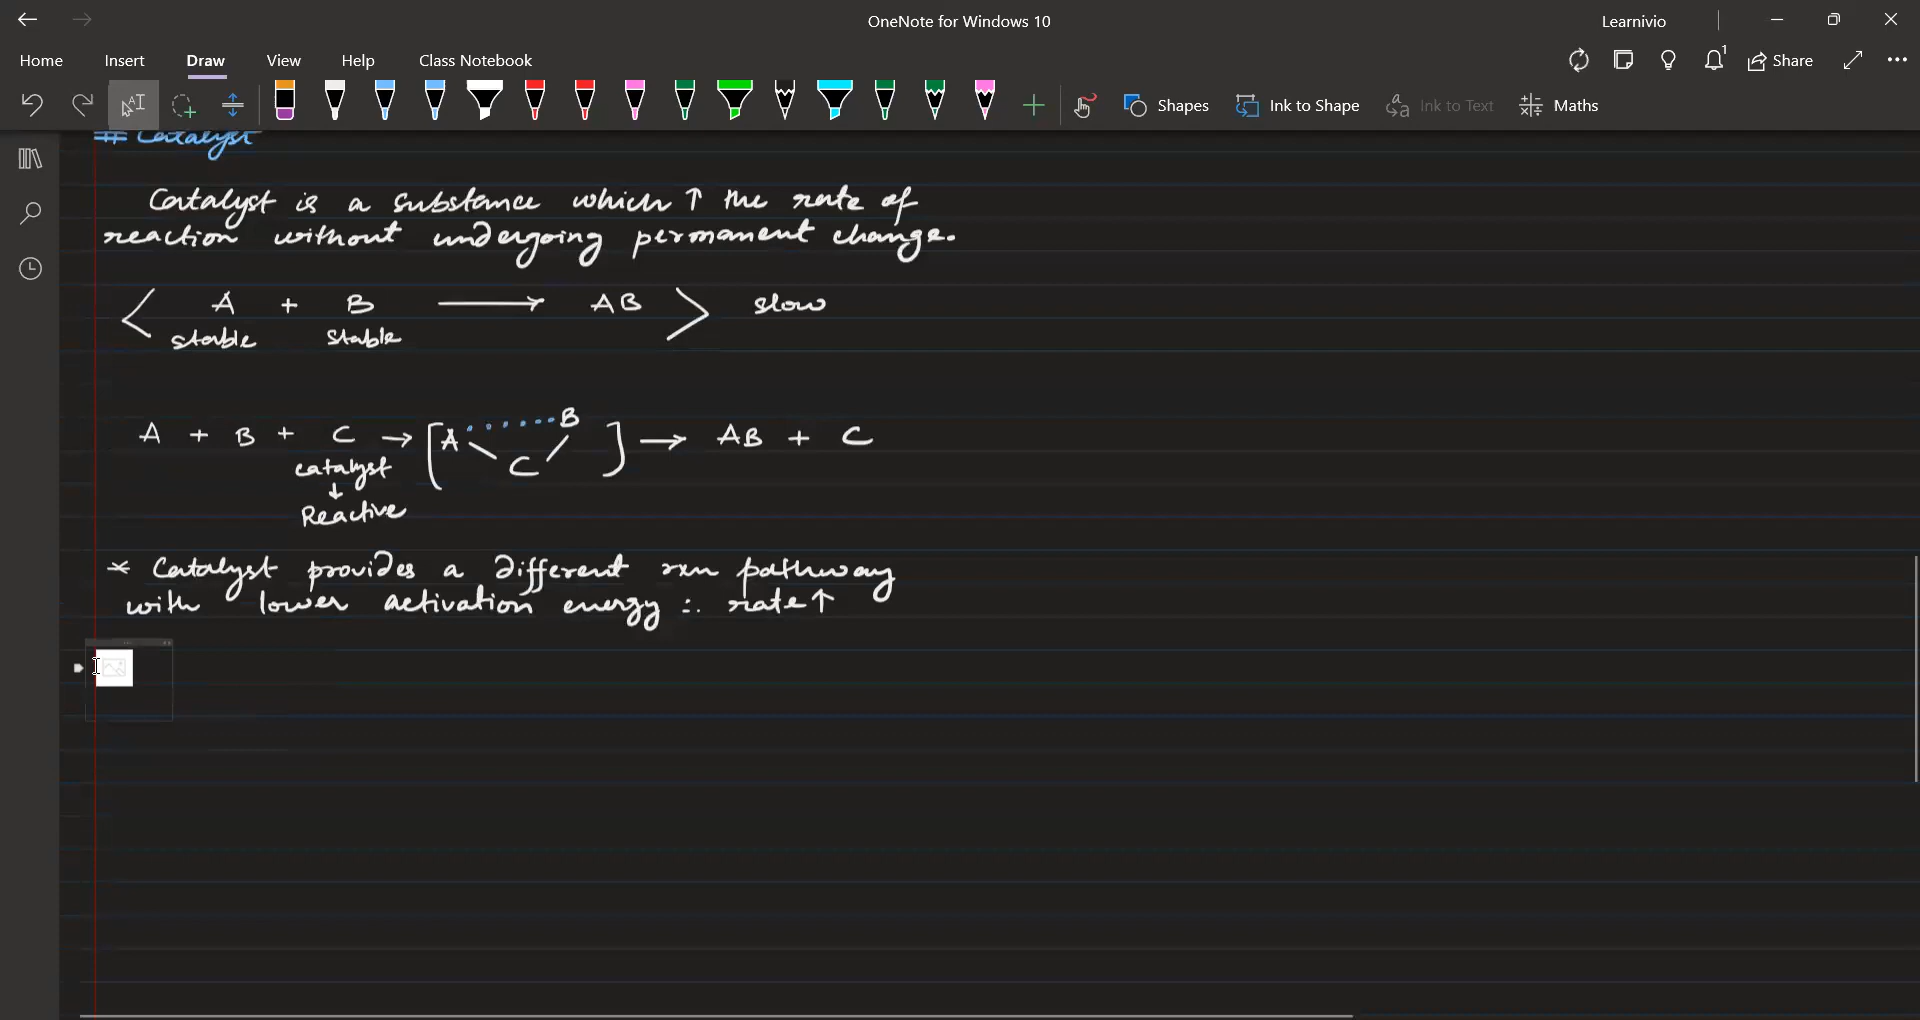 OneNote for Windows 10
Learnivio
Home Insert Draw View Help Class Notebook
1
Share
Shapes Ink to Shape Ink to Text Maths
# Catalyst
Catalyst is a substance which ↑ the rate of
reaction without undergoing permanent change.
< A + B ⟶ AB > slow
stable stable
A + B + C → [A ...... B C] → AB + C
catalyst
↓
Reactive
* Catalyst provides a different rxn pathway
with lower activation energy ∴ rate ↑